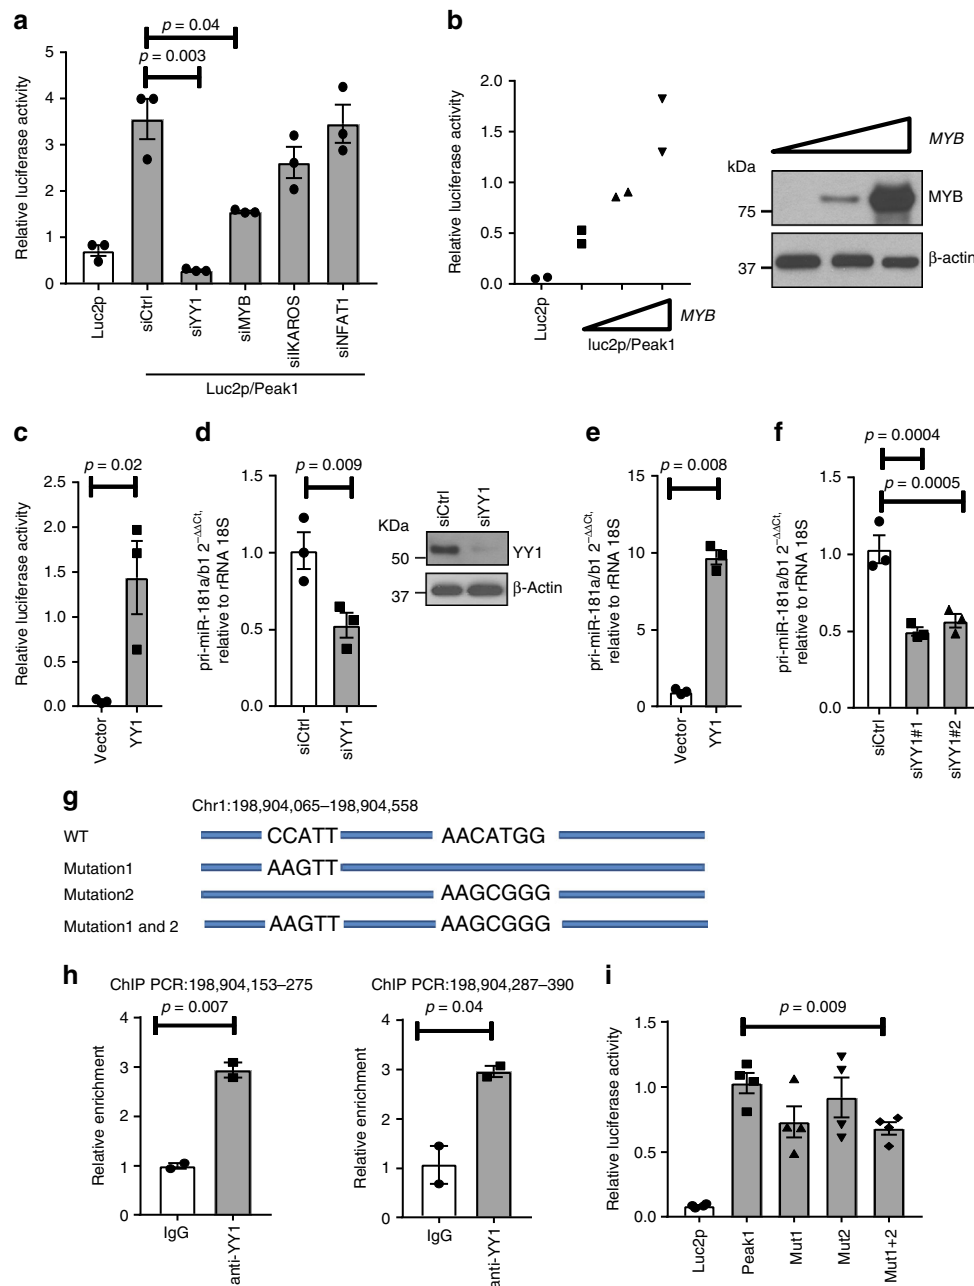 a
p = 0.04
p = 0.003
Relative luciferase activity
5
4
3
2
1
0
Luc2p
siCtrl
siYY1
siMYB
siIKAROS
siNFAT1
Luc2p/Peak1
b
Relative luciferase activity
2.0
1.5
1.0
0.5
0.0
Luc2p
MYB
luc2p/Peak1
MYB
kDa
MYB
75
β-actin
37
c
p = 0.02
Relative luciferase activity
2.5
2.0
1.5
1.0
0.5
0.0
Vector
YY1
d
p = 0.009
pri-miR-181a/b1 2−ΔΔCt,
relative to rRNA 18S
1.5
1.0
0.5
0.0
siCtrl
siYY1
siCtrl
siYY1
KDa
YY1
50
β-Actin
37
e
p = 0.008
pri-miR-181a/b1 2−ΔΔCt,
relative to rRNA 18S
15
10
5
0
Vector
YY1
f
p = 0.0004
p = 0.0005
pri-miR-181a/b1 2−ΔΔCt,
relative to rRNA 18S
1.5
1.0
0.5
0.0
siCtrl
siYY1#1
siYY1#2
g
Chr1:198,904,065–198,904,558
WT CCATT AACATGG
Mutation1 AAGTT
Mutation2 AAGCGGG
Mutation1 and 2 AAGTT AAGCGGG
h
ChIP PCR:198,904,153–275
p = 0.007
Relative enrichment
4
3
2
1
0
IgG
anti-YY1
ChIP PCR:198,904,287–390
p = 0.04
Relative enrichment
4
3
2
1
0
IgG
anti-YY1
i
p = 0.009
Relative luciferase activity
1.5
1.0
0.5
0.0
Luc2p
Peak1
Mut1
Mut2
Mut1+2